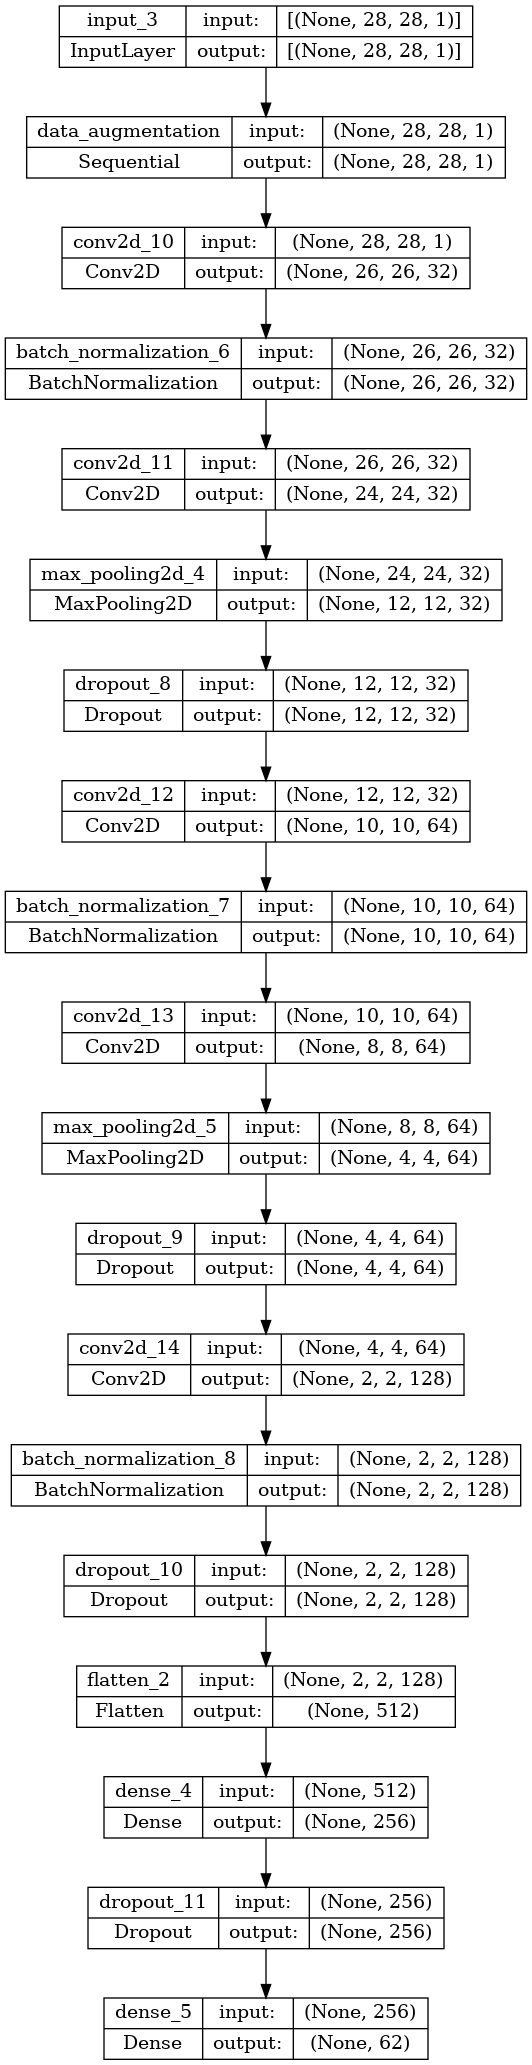 input_3 input: [(None, 28, 28, 1)]
InputLayer output: [(None, 28, 28, 1)]
data_augmentation input: (None, 28, 28, 1)
Sequential output: (None, 28, 28, 1)
conv2d_10 input: (None, 28, 28, 1)
Conv2D output: (None, 26, 26, 32)
batch_normalization_6 input: (None, 26, 26, 32)
BatchNormalization output: (None, 26, 26, 32)
conv2d_11 input: (None, 26, 26, 32)
Conv2D output: (None, 24, 24, 32)
max_pooling2d_4 input: (None, 24, 24, 32)
MaxPooling2D output: (None, 12, 12, 32)
dropout_8 input: (None, 12, 12, 32)
Dropout output: (None, 12, 12, 32)
conv2d_12 input: (None, 12, 12, 32)
Conv2D output: (None, 10, 10, 64)
batch_normalization_7 input: (None, 10, 10, 64)
BatchNormalization output: (None, 10, 10, 64)
conv2d_13 input: (None, 10, 10, 64)
Conv2D output: (None, 8, 8, 64)
max_pooling2d_5 input: (None, 8, 8, 64)
MaxPooling2D output: (None, 4, 4, 64)
dropout_9 input: (None, 4, 4, 64)
Dropout output: (None, 4, 4, 64)
conv2d_14 input: (None, 4, 4, 64)
Conv2D output: (None, 2, 2, 128)
batch_normalization_8 input: (None, 2, 2, 128)
BatchNormalization output: (None, 2, 2, 128)
dropout_10 input: (None, 2, 2, 128)
Dropout output: (None, 2, 2, 128)
flatten_2 input: (None, 2, 2, 128)
Flatten output: (None, 512)
dense_4 input: (None, 512)
Dense output: (None, 256)
dropout_11 input: (None, 256)
Dropout output: (None, 256)
dense_5 input: (None, 256)
Dense output: (None, 62)